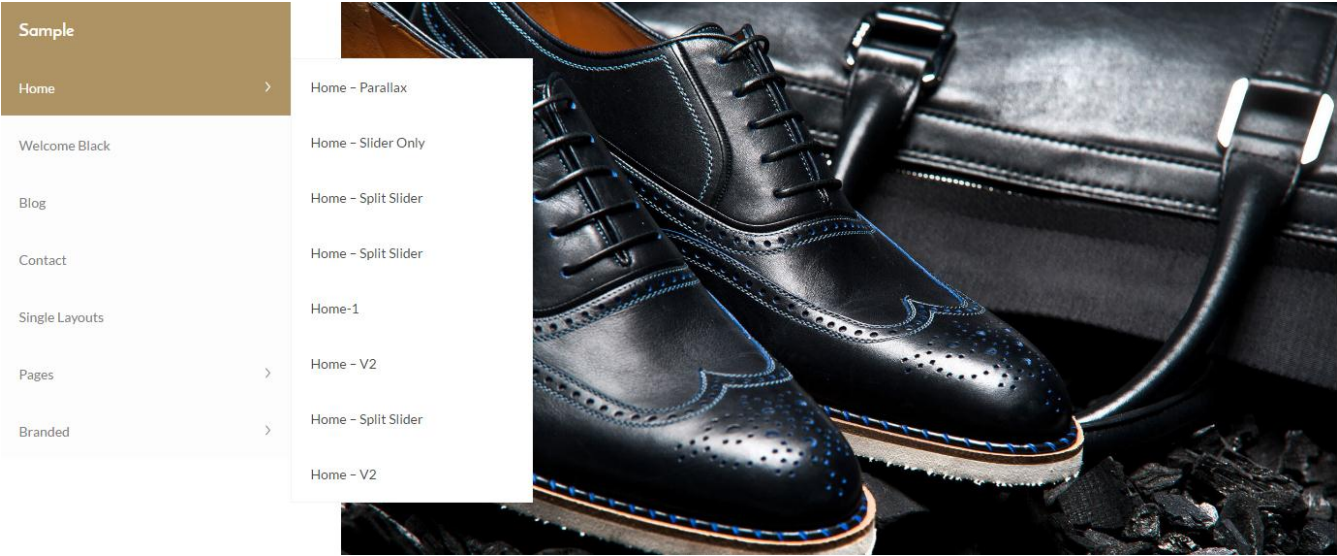 Sample
Home
Welcome Black
Blog
Contact
Single Layouts
Pages
Branded
Home – Parallax
Home – Slider Only
Home – Split Slider
Home – Split Slider
Home-1
Home – V2
Home – Split Slider
Home – V2